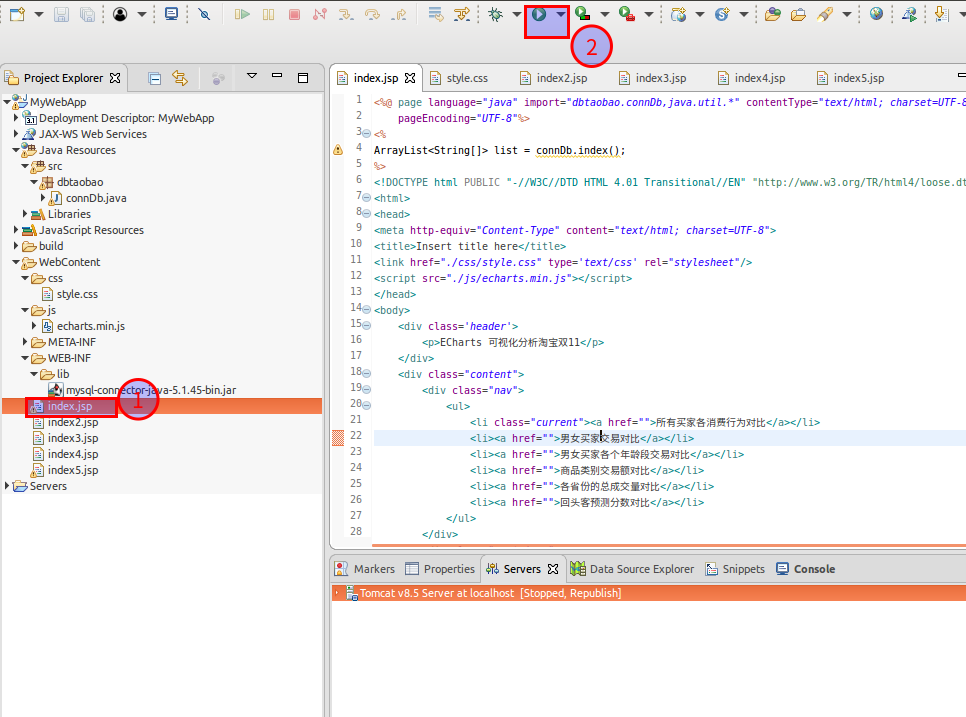 2
Project Explorer
index.jsp
style.css
index2.jsp
index3.jsp
index4.jsp
index5.jsp
MyWebApp
Deployment Descriptor: MyWebApp
JAX-WS Web Services
Java Resources
src
dbtaobao
connDb.java
Libraries
JavaScript Resources
build
WebContent
css
style.css
js
echarts.min.js
META-INF
WEB-INF
lib
mysql-connector-java-5.1.45-bin.jar
index.jsp
1
index2.jsp
index3.jsp
index4.jsp
index5.jsp
Servers
1 <%@ page language="java" import="dbtaobao.connDb,java.util.*" contentType="text/html; charset=UTF-8
2 pageEncoding="UTF-8"%>
3 <%
4 ArrayList<String[]> list = connDb.index();
5 %>
6 <!DOCTYPE html PUBLIC "-//W3C//DTD HTML 4.01 Transitional//EN" "http://www.w3.org/TR/html4/loose.dt
7 <html>
8 <head>
9 <meta http-equiv="Content-Type" content="text/html; charset=UTF-8">
10 <title>Insert title here</title>
11 <link href="./css/style.css" type='text/css' rel="stylesheet"/>
12 <script src="./js/echarts.min.js"></script>
13 </head>
14 <body>
15 <div class='header'>
16 <p>ECharts 可视化分析淘宝双11</p>
17 </div>
18 <div class="content">
19 <div class="nav">
20 <ul>
21 <li class="current"><a href="">所有买家各消费行为对比</a></li>
22 <li><a href="">男女买家交易对比</a></li>
23 <li><a href="">男女买家各个年龄段交易对比</a></li>
24 <li><a href="">商品类别交易额对比</a></li>
25 <li><a href="">各省份的总成交量对比</a></li>
26 <li><a href="">回头客预测分数对比</a></li>
27 </ul>
28 </div>
Markers
Properties
Servers
Data Source Explorer
Snippets
Console
Tomcat v8.5 Server at localhost [Stopped, Republish]